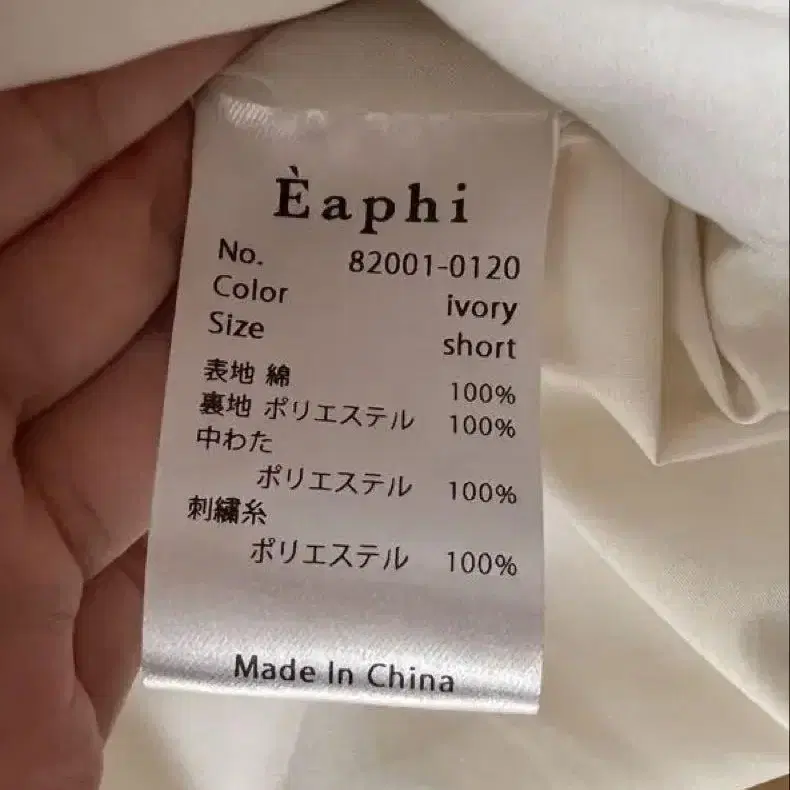 Èaphi
No. 82001-0120
Color ivory
Size short
表地 綿 100%
裏地 ポリエステル 100%
中わた
ポリエステル 100%
刺繍糸
ポリエステル 100%
Made In China